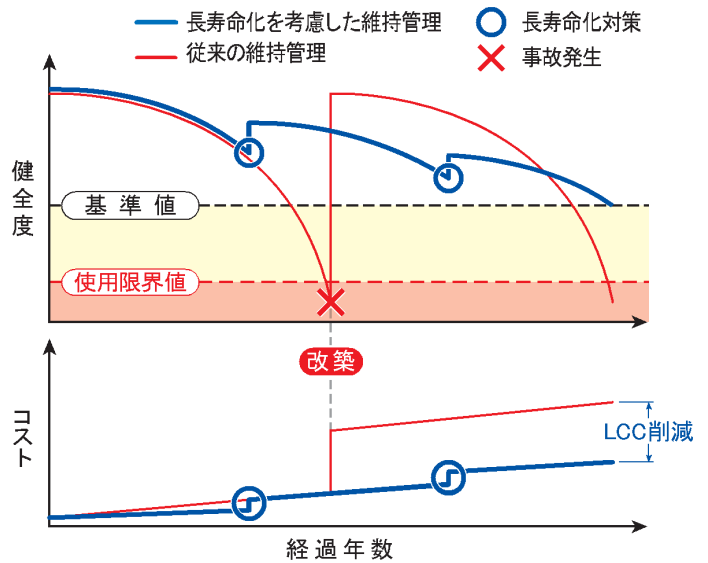 長寿命化を考慮した維持管理
長寿命化対策
従来の維持管理
事故発生
健全度
基準値
使用限界値
改築
コスト
LCC削減
経過年数